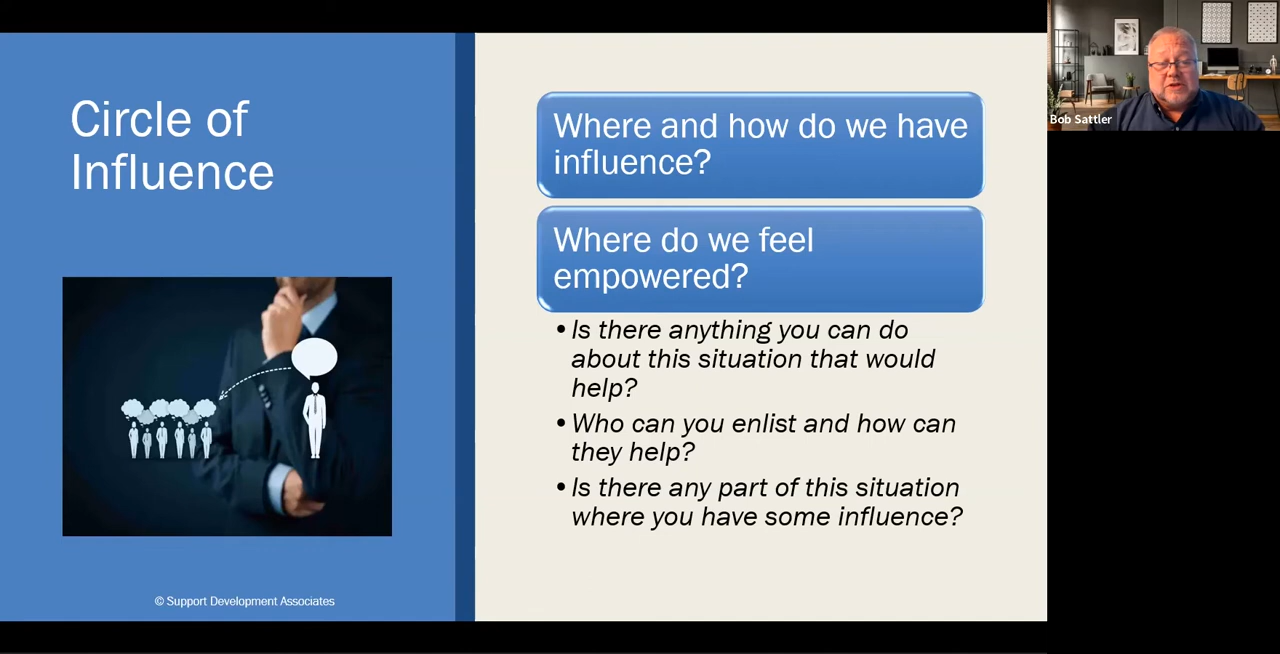 Circle of
Influence
© Support Development Associates
Where and how do we have
influence?
Where do we feel
empowered?
•Is there anything you can do
about this situation that would
help?
•Who can you enlist and how can
they help?
•Is there any part of this situation
where you have some influence?
Bob Sattler